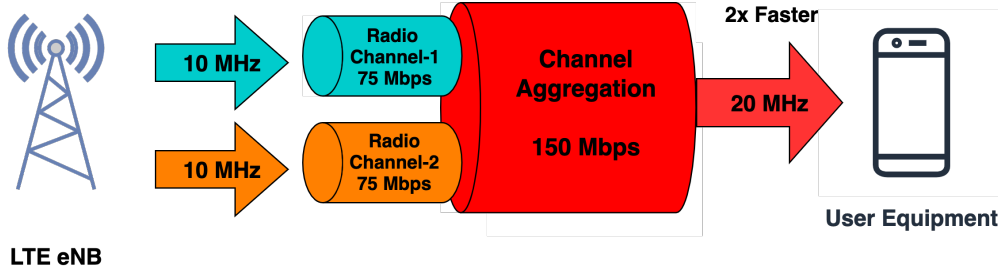 2x Faster
10 MHz
Radio
Channel-1
75 Mbps
Channel
Aggregation
150 Mbps
20 MHz
10 MHz
Radio
Channel-2
75 Mbps
User Equipment
LTE eNB